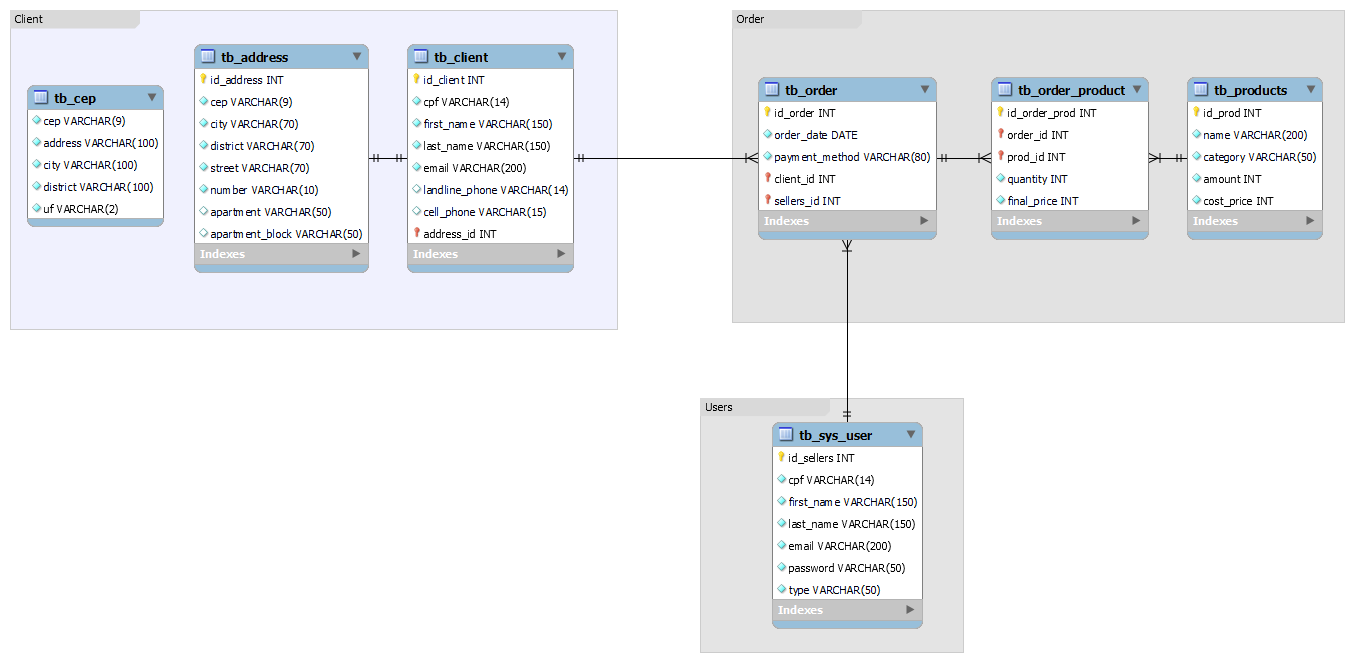 Client
tb_cep
cep VARCHAR(9)
address VARCHAR(100)
city VARCHAR(100)
district VARCHAR(100)
uf VARCHAR(2)
tb_address
id_address INT
cep VARCHAR(9)
city VARCHAR(70)
district VARCHAR(70)
street VARCHAR(70)
number VARCHAR(10)
apartment VARCHAR(50)
apartment_block VARCHAR(50)
Indexes
tb_client
id_client INT
cpf VARCHAR(14)
first_name VARCHAR(150)
last_name VARCHAR(150)
email VARCHAR(200)
landline_phone VARCHAR(14)
cell_phone VARCHAR(15)
address_id INT
Indexes
Order
tb_order
id_order INT
order_date DATE
payment_method VARCHAR(80)
client_id INT
sellers_id INT
Indexes
tb_order_product
id_order_prod INT
order_id INT
prod_id INT
quantity INT
final_price INT
Indexes
tb_products
id_prod INT
name VARCHAR(200)
category VARCHAR(50)
amount INT
cost_price INT
Indexes
Users
tb_sys_user
id_sellers INT
cpf VARCHAR(14)
first_name VARCHAR(150)
last_name VARCHAR(150)
email VARCHAR(200)
password VARCHAR(50)
type VARCHAR(50)
Indexes